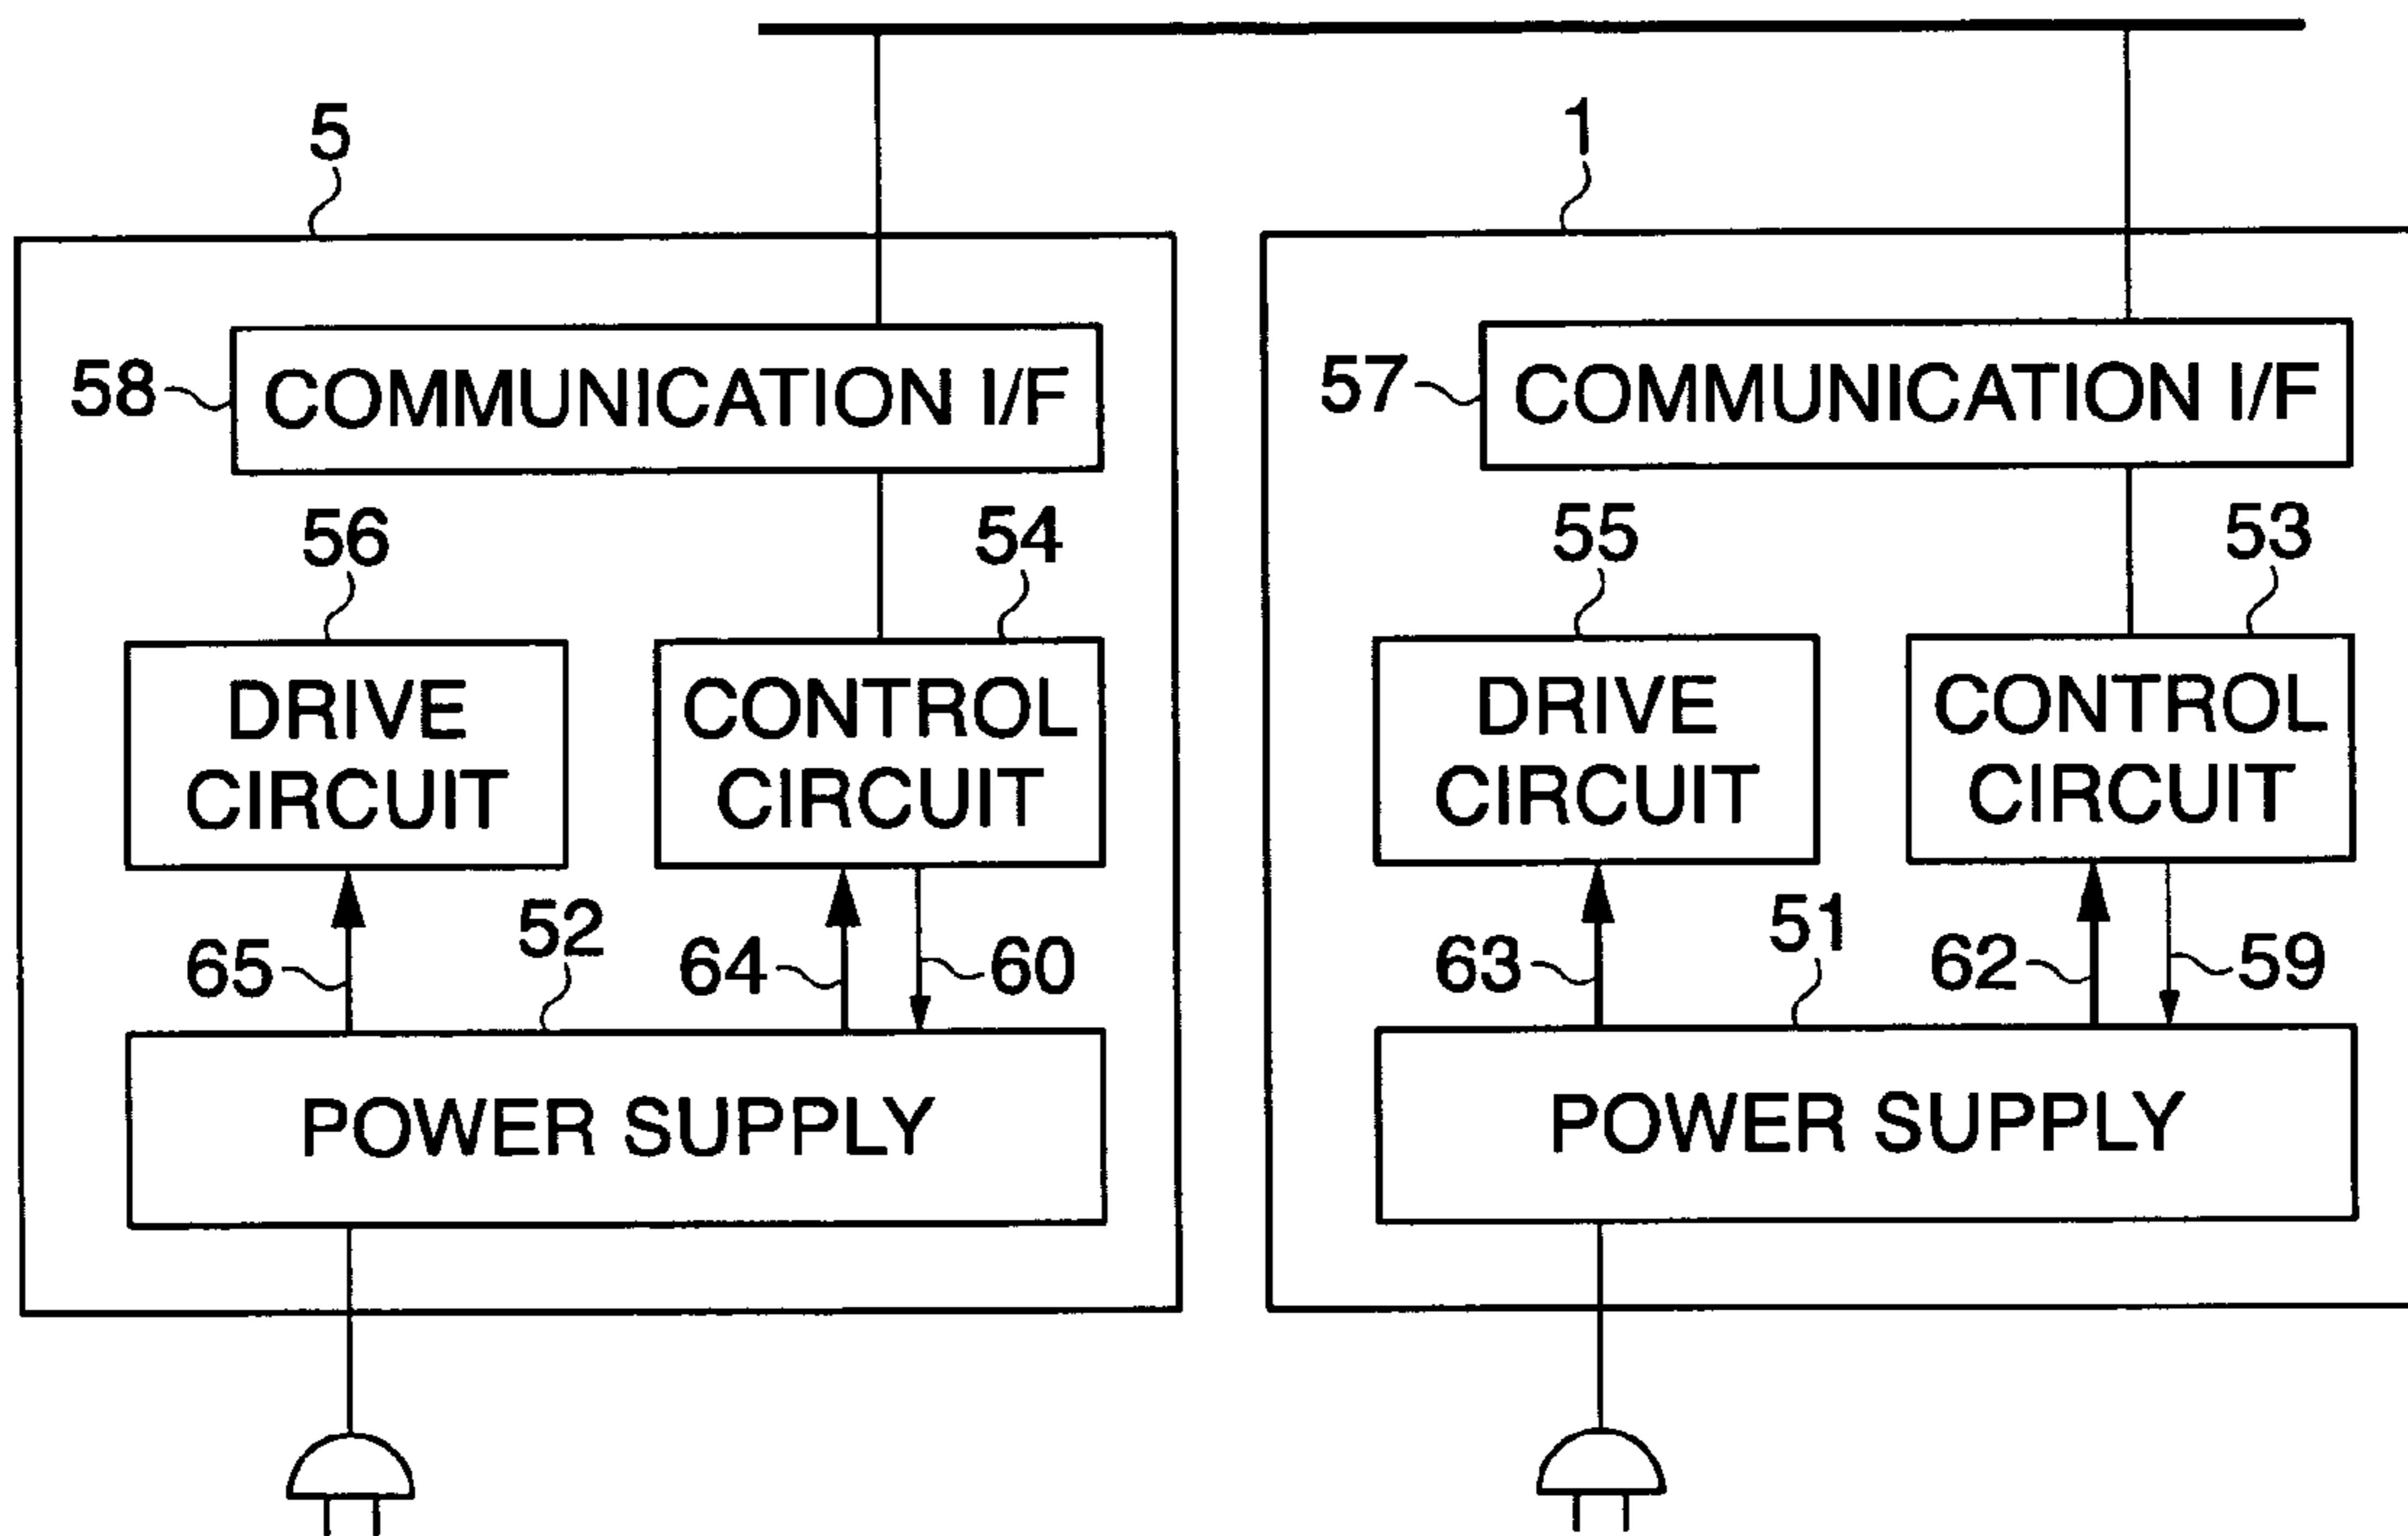 5
1
58
COMMUNICATION I/F
57
COMMUNICATION I/F
56
54
55
53
DRIVE
CIRCUIT
CONTROL
CIRCUIT
DRIVE
CIRCUIT
CONTROL
CIRCUIT
65
52
64
60
63
51
62
59
POWER SUPPLY
POWER SUPPLY